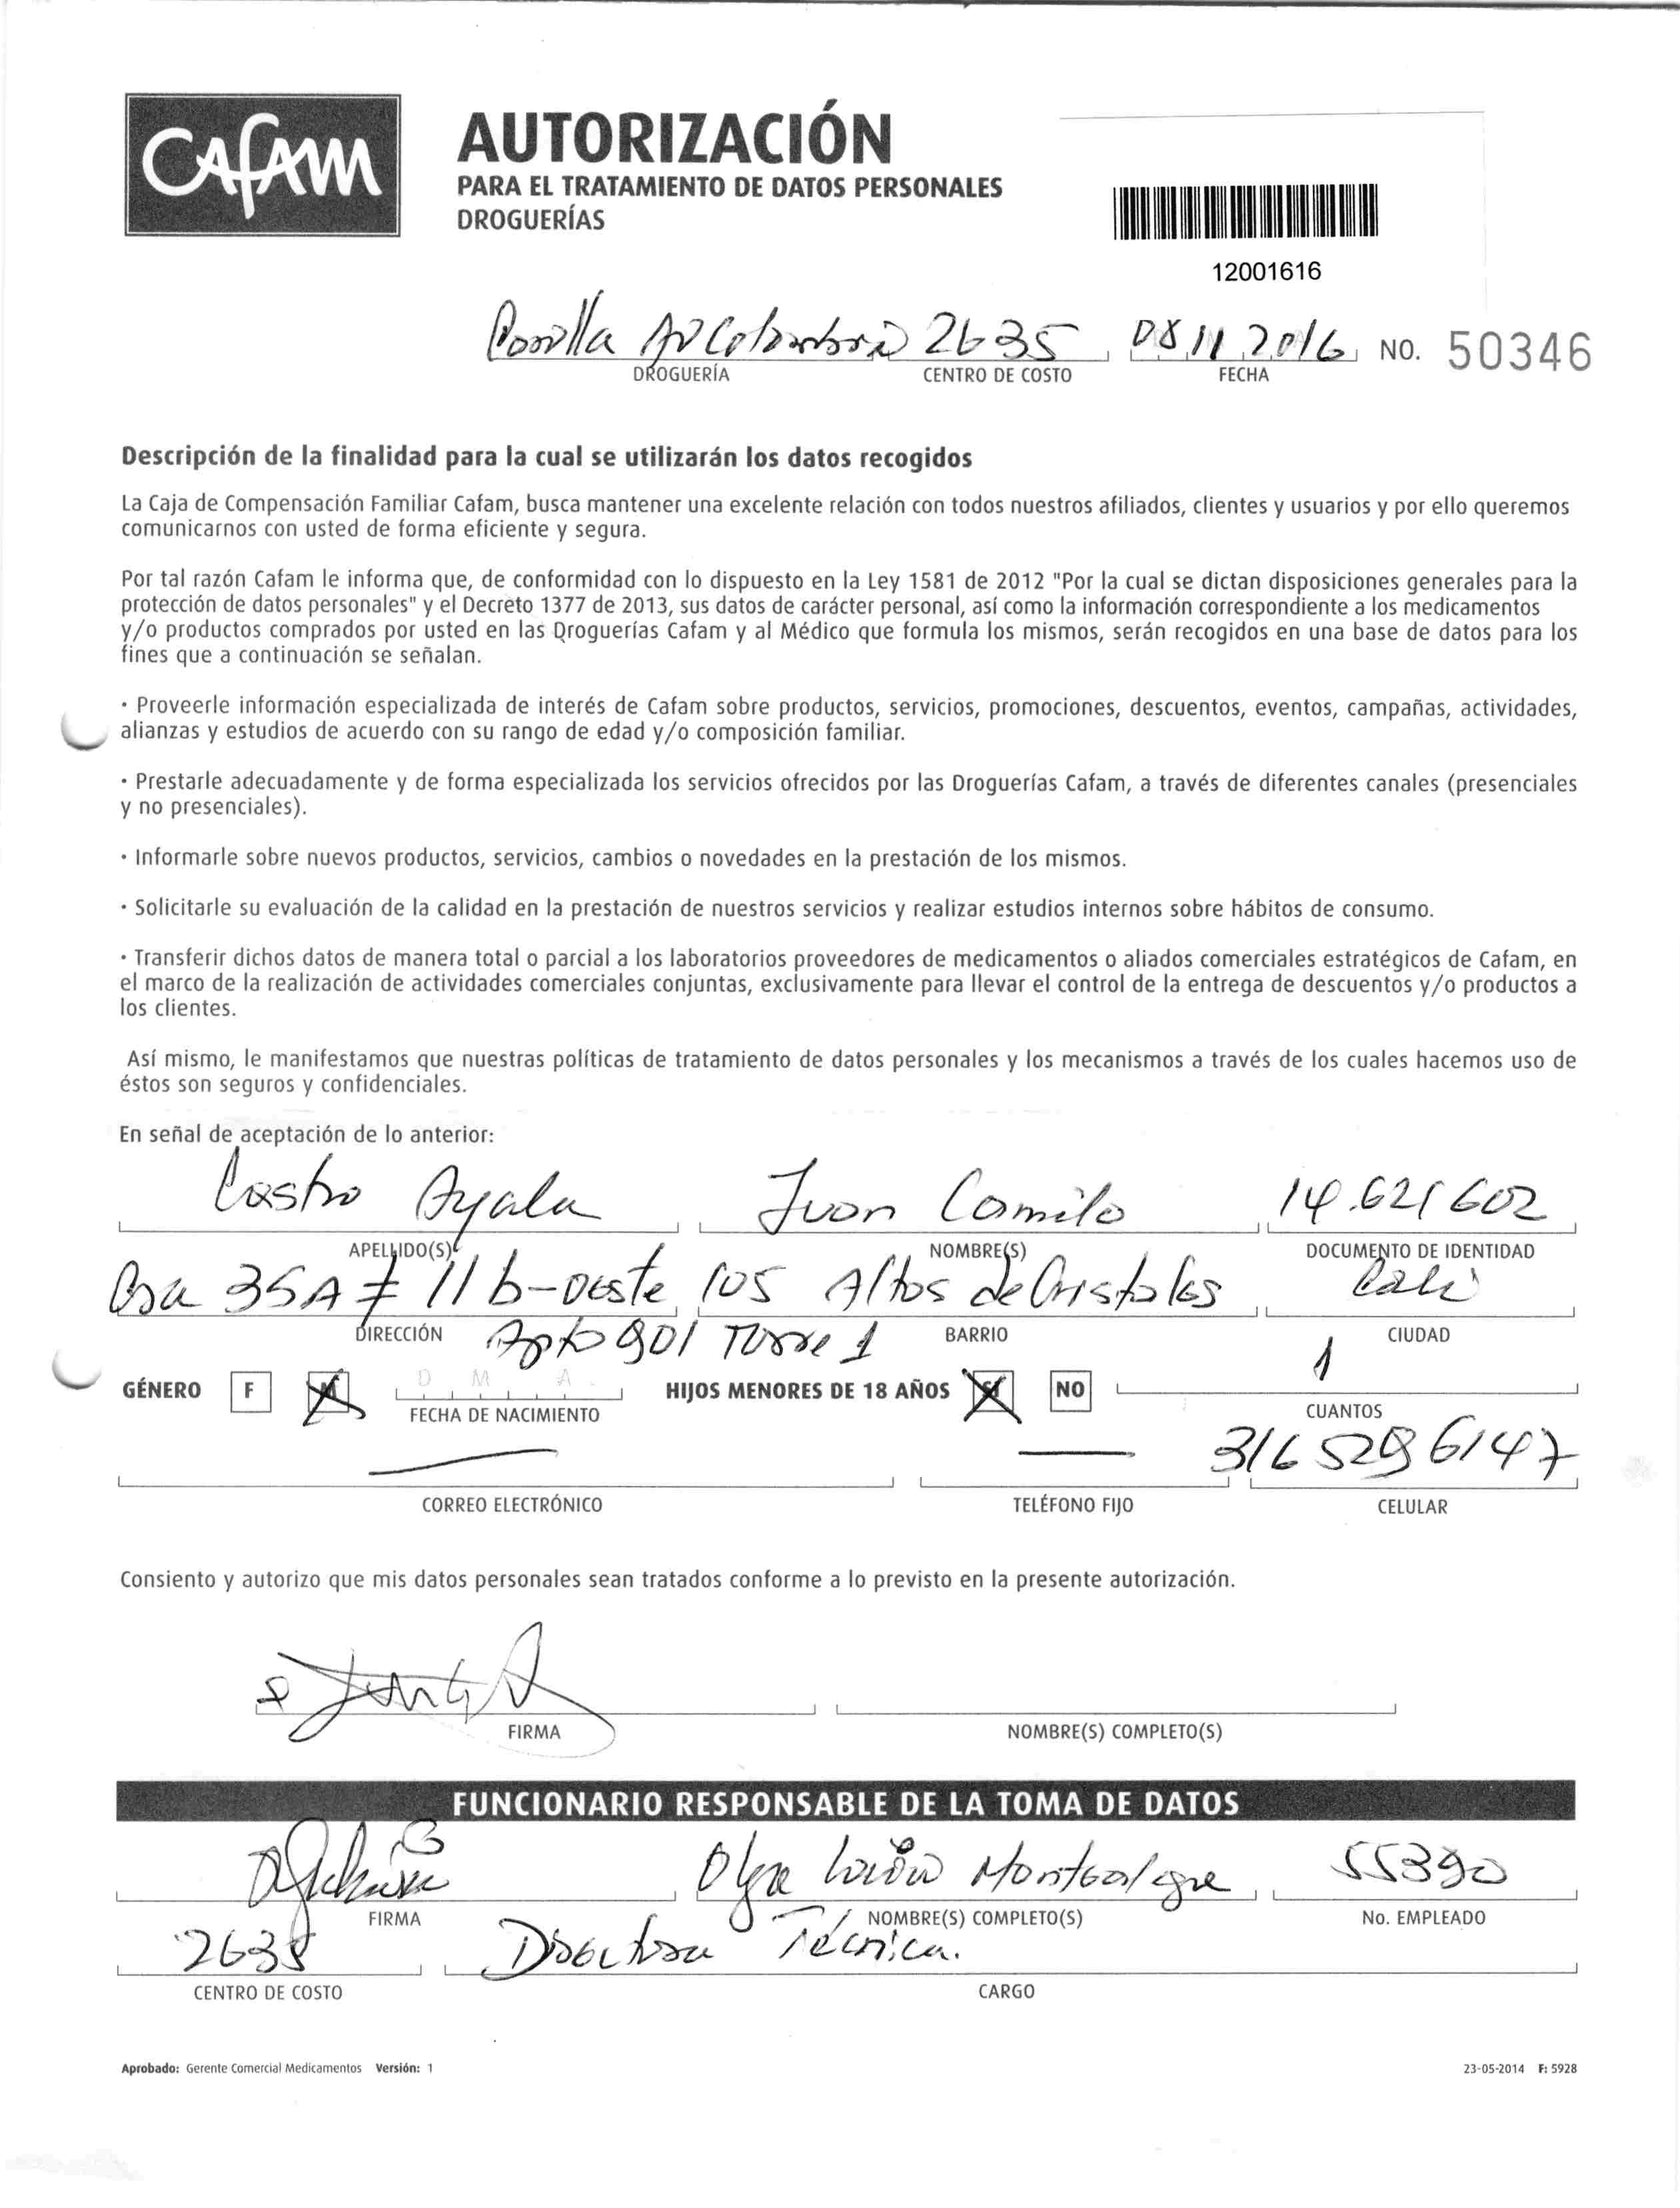 CAFAM
AUTORIZACIÓN
PARA EL TRATAMIENTO DE DATOS PERSONALES
DROGUERÍAS
12001616
2635 08 11 2016 NO. 50346
DROGUERÍA CENTRO DE COSTO FECHA
Descripción de la finalidad para la cual se utilizarán los datos recogidos
La Caja de Compensación Familiar Cafam, busca mantener una excelente relación con todos nuestros afiliados, clientes y usuarios y por ello queremos
comunicarnos con usted de forma eficiente y segura.
Por tal razón Cafam le informa que, de conformidad con lo dispuesto en la Ley 1581 de 2012 "Por la cual se dictan disposiciones generales para la
protección de datos personales" y el Decreto 1377 de 2013, sus datos de carácter personal, así como la información correspondiente a los medicamentos
y/o productos comprados por usted en las Droguerías Cafam y al Médico que formula los mismos, serán recogidos en una base de datos para los
fines que a continuación se señalan.
· Proveerle información especializada de interés de Cafam sobre productos, servicios, promociones, descuentos, eventos, campañas, actividades,
alianzas y estudios de acuerdo con su rango de edad y/o composición familiar.
· Prestarle adecuadamente y de forma especializada los servicios ofrecidos por las Droguerías Cafam, a través de diferentes canales (presenciales
y no presenciales).
· Informarle sobre nuevos productos, servicios, cambios o novedades en la prestación de los mismos.
· Solicitarle su evaluación de la calidad en la prestación de nuestros servicios y realizar estudios internos sobre hábitos de consumo.
· Transferir dichos datos de manera total o parcial a los laboratorios proveedores de medicamentos o aliados comerciales estratégicos de Cafam, en
el marco de la realización de actividades comerciales conjuntas, exclusivamente para llevar el control de la entrega de descuentos y/o productos a
los clientes.
Así mismo, le manifestamos que nuestras políticas de tratamiento de datos personales y los mecanismos a través de los cuales hacemos uso de
éstos son seguros y confidenciales.
En señal de aceptación de lo anterior:
Castro Ayala Juan Camilo 14.621602
APELLIDO(S) NOMBRE(S) DOCUMENTO DE IDENTIDAD
Cra 35A # 11 b-oeste 105 Altos de Cristales Cali
DIRECCIÓN BARRIO CIUDAD
Apto 901 Torre 1
GÉNERO F M D M A HIJOS MENORES DE 18 AÑOS SI NO 1
FECHA DE NACIMIENTO CUANTOS
316 5296147
CORREO ELECTRÓNICO TELÉFONO FIJO CELULAR
Consiento y autorizo que mis datos personales sean tratados conforme a lo previsto en la presente autorización.
FIRMA NOMBRE(S) COMPLETO(S)
FUNCIONARIO RESPONSABLE DE LA TOMA DE DATOS
Olga Lucía Montealegre 55390
FIRMA NOMBRE(S) COMPLETO(S) No. EMPLEADO
2635 Directora Técnica.
CENTRO DE COSTO CARGO
Aprobado: Gerente Comercial Medicamentos Versión: 1 23-05-2014 F: 5928